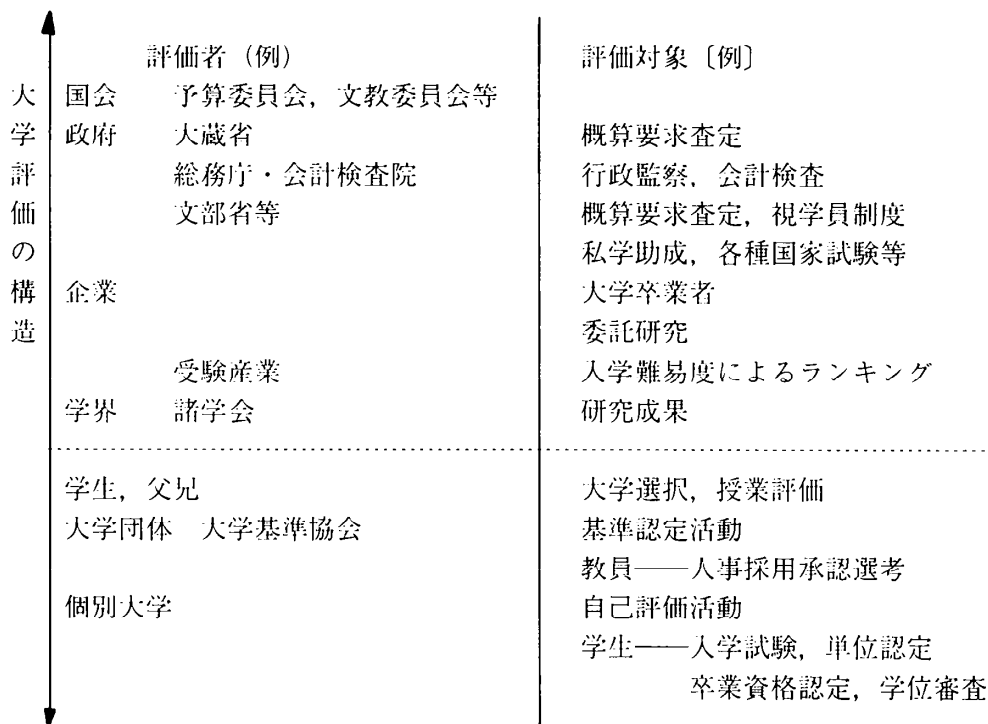 評価者（例） 評価対象〔例〕
大学評価の構造
国会 予算委員会，文教委員会等
政府 大蔵省 概算要求査定
総務庁・会計検査院 行政監察，会計検査
文部省等 概算要求査定，視学員制度
私学助成，各種国家試験等
企業 大学卒業者
委託研究
受験産業 入学難易度によるランキング
学界 諸学会 研究成果
学生，父兄 大学選択，授業評価
大学団体 大学基準協会 基準認定活動
教員——人事採用承認選考
個別大学 自己評価活動
学生——入学試験，単位認定
卒業資格認定，学位審査